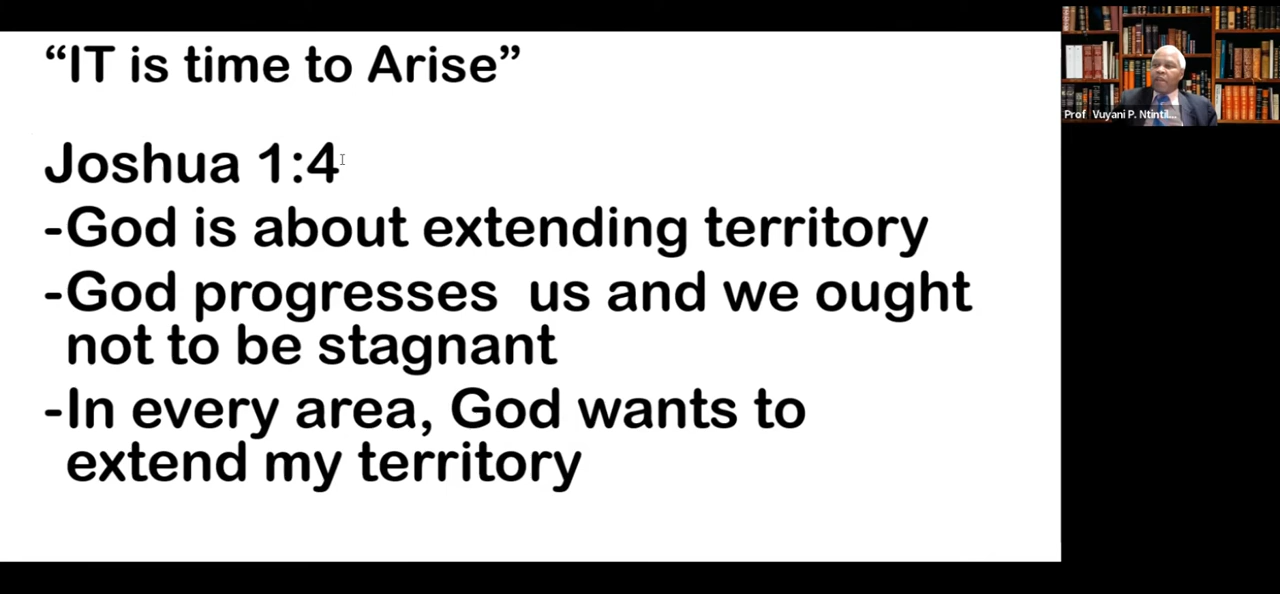 “IT is time to Arise”
Joshua 1:4
-God is about extending territory
-God progresses  us and we ought
not to be stagnant
-In every area, God wants to
extend my territory
Prof Vuyani P. Ntintil...